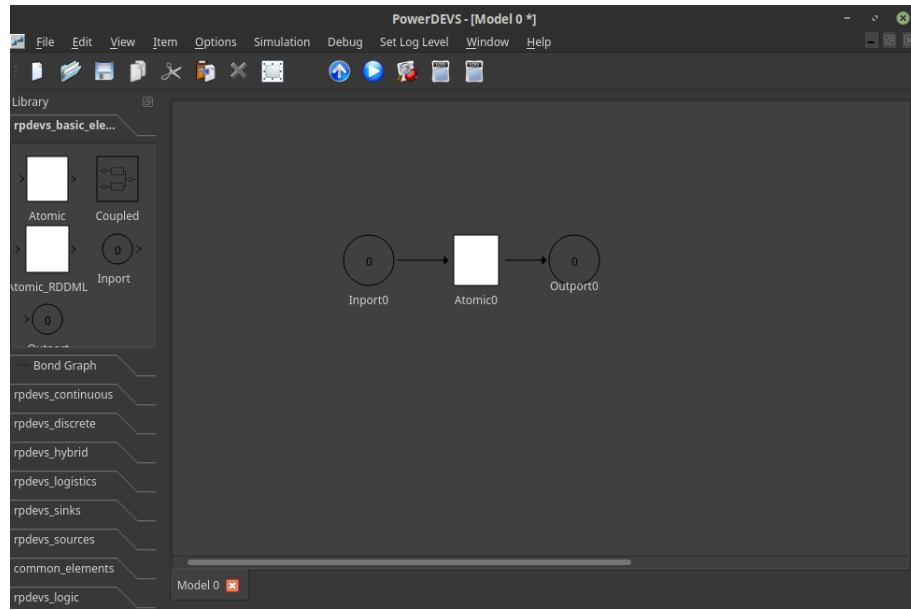 PowerDEVS - [Model 0 *]
File Edit View Item Options Simulation Debug Set Log Level Window Help
Library
rpdevs_basic_ele...
Atomic Coupled
0
tomic_RDDML Inport
0
Bond Graph
rpdevs_continuous
rpdevs_discrete
rpdevs_hybrid
rpdevs_logistics
rpdevs_sinks
rpdevs_sources
common_elements
rpdevs_logic
0 0
Inport0 Atomic0 Outport0
Model 0